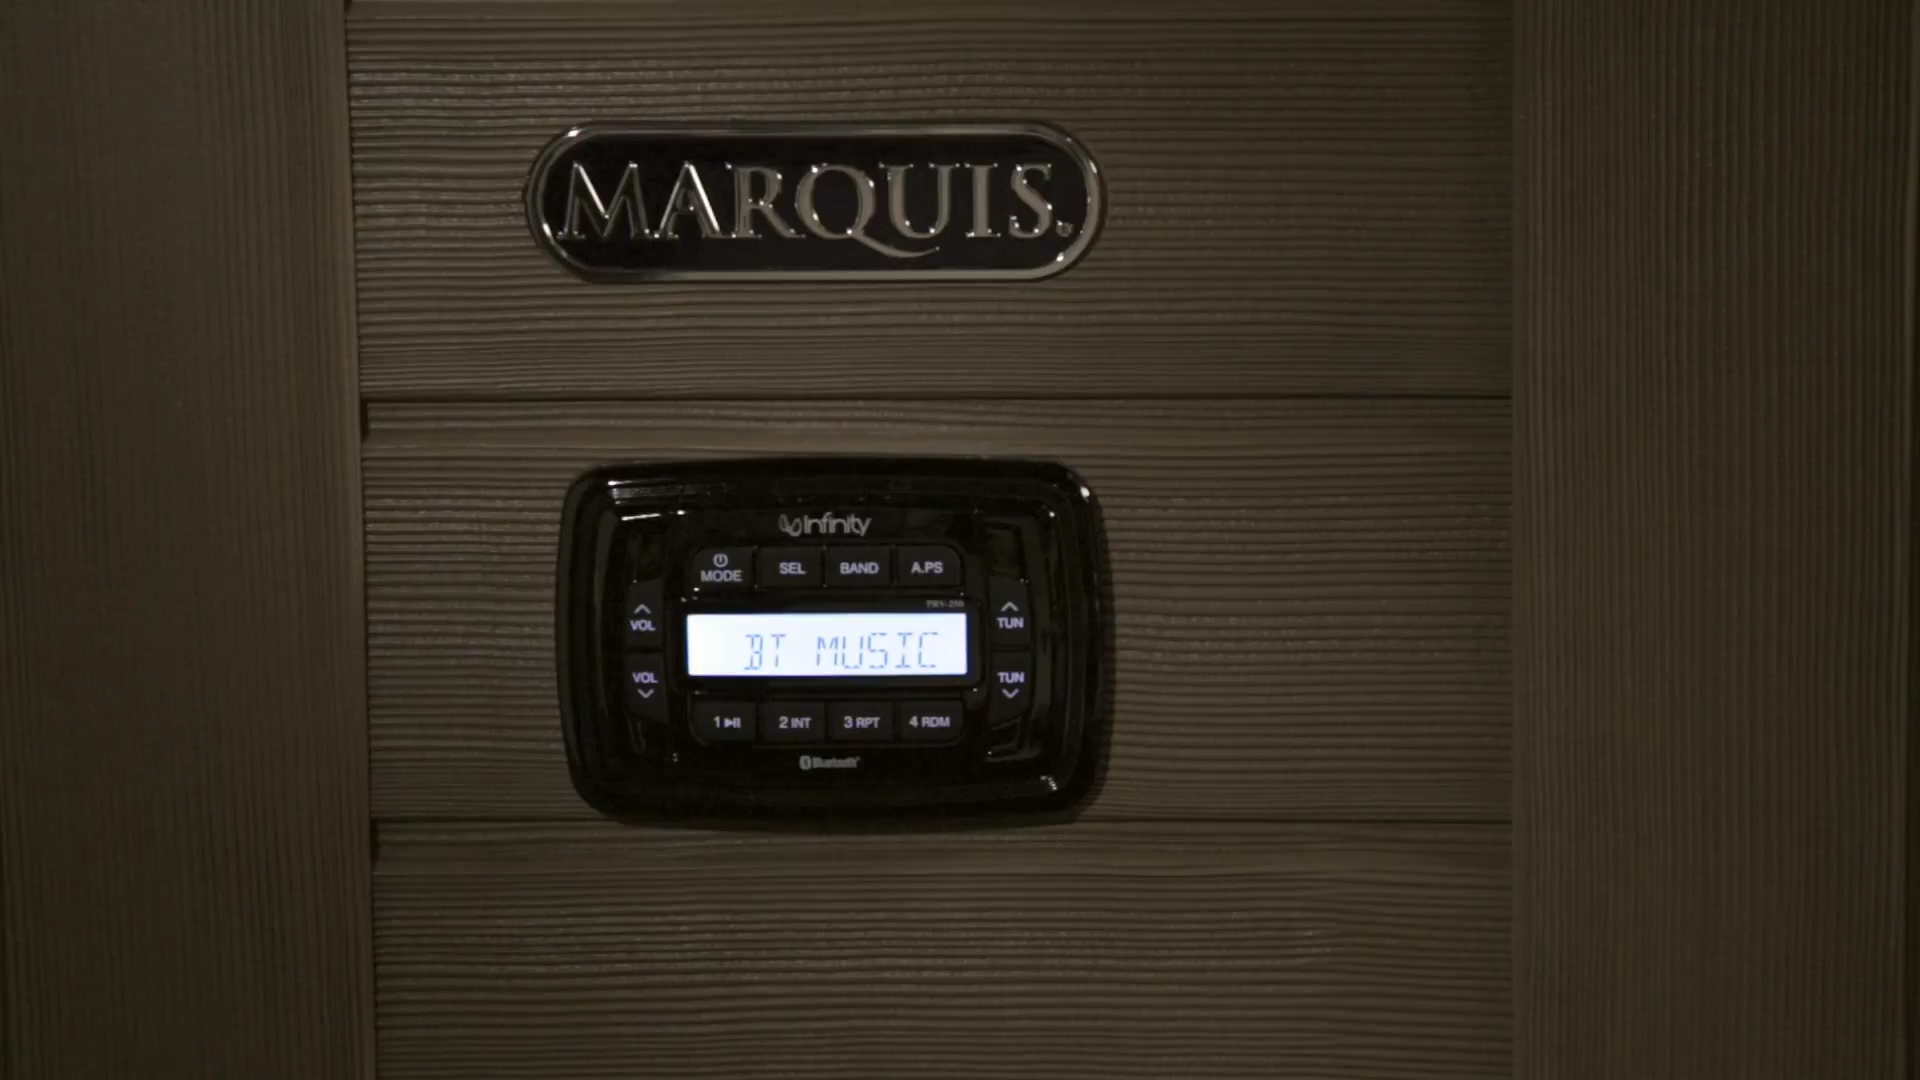 MARQUIS.
Infinity
MODE SEL BAND A.PS
VOL TUN
BT MUSIC
VOL TUN
1 2 INT 3 RPT 4 RDM
Bluetooth